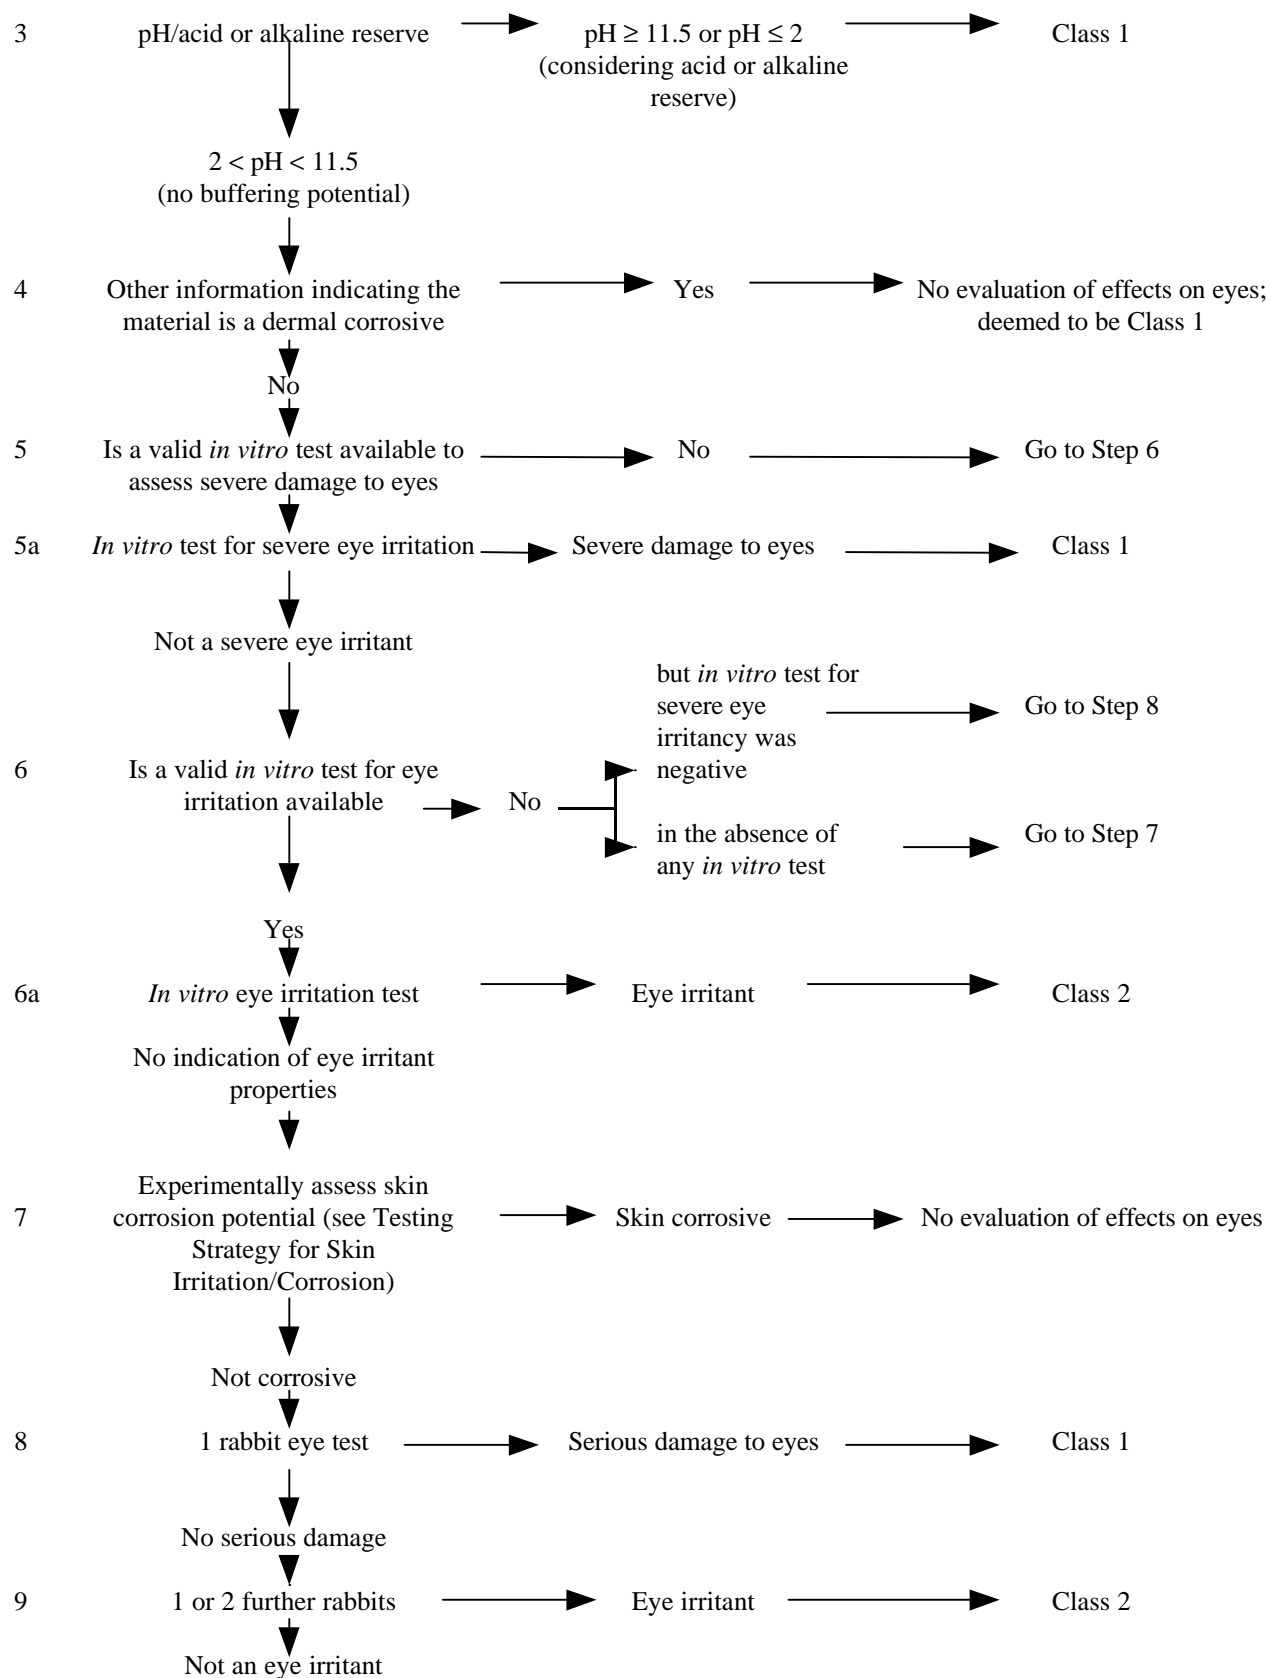 3 pH/acid or alkaline reserve pH ≥ 11.5 or pH ≤ 2 Class 1
(considering acid or alkaline
reserve)
2 < pH < 11.5
(no buffering potential)
4 Other information indicating the Yes No evaluation of effects on eyes;
material is a dermal corrosive deemed to be Class 1
No
5 Is a valid in vitro test available to No Go to Step 6
assess severe damage to eyes
5a In vitro test for severe eye irritation Severe damage to eyes Class 1
Not a severe eye irritant
but in vitro test for
severe eye Go to Step 8
irritancy was
6 Is a valid in vitro test for eye negative
irritation available No
in the absence of Go to Step 7
any in vitro test
Yes
6a In vitro eye irritation test Eye irritant Class 2
No indication of eye irritant
properties
Experimentally assess skin
7 corrosion potential (see Testing Skin corrosive No evaluation of effects on eyes
Strategy for Skin
Irritation/Corrosion)
Not corrosive
8 1 rabbit eye test Serious damage to eyes Class 1
No serious damage
9 1 or 2 further rabbits Eye irritant Class 2
Not an eye irritant